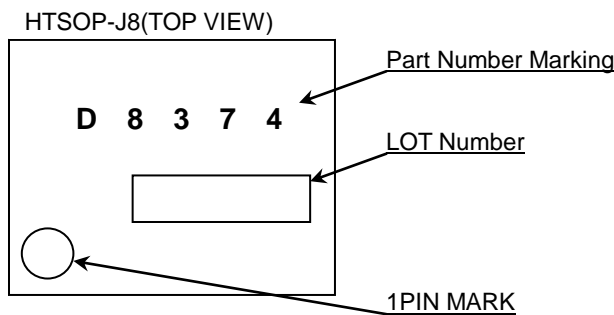 HTSOP-J8(TOP VIEW)
Part Number Marking
D 8 3 7 4
LOT Number
1PIN MARK